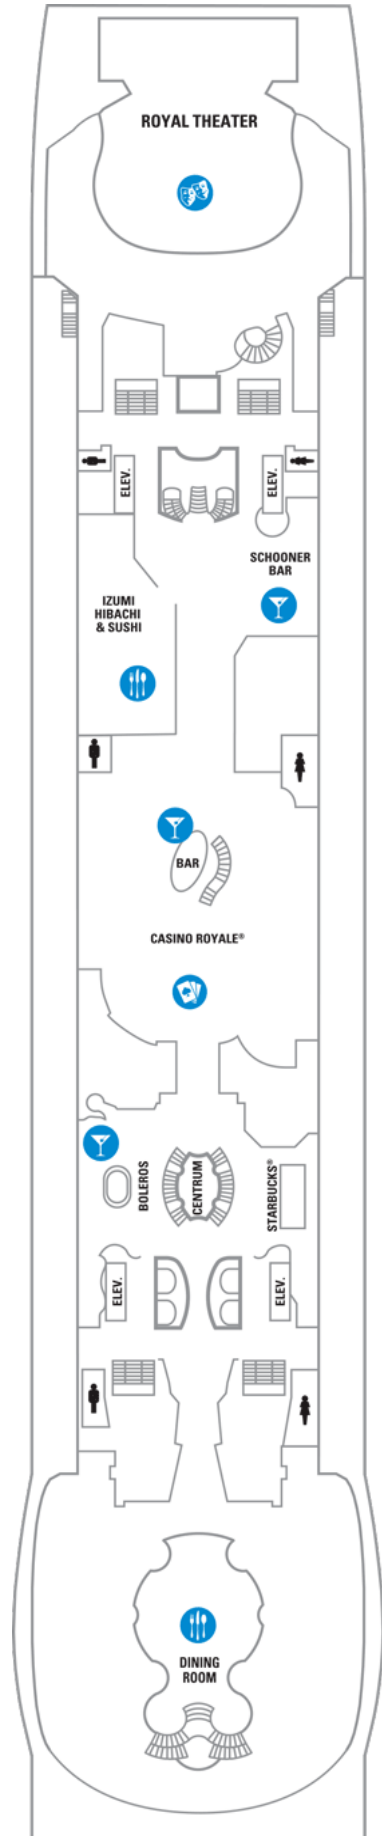 ROYAL THEATER
ELEV.
ELEV.
SCHOONER
BAR
IZUMI
HIBACHI
& SUSHI
BAR
CASINO ROYALE®
BOLEROS
CENTRUM
STARBUCKS®
ELEV.
ELEV.
DINING
ROOM